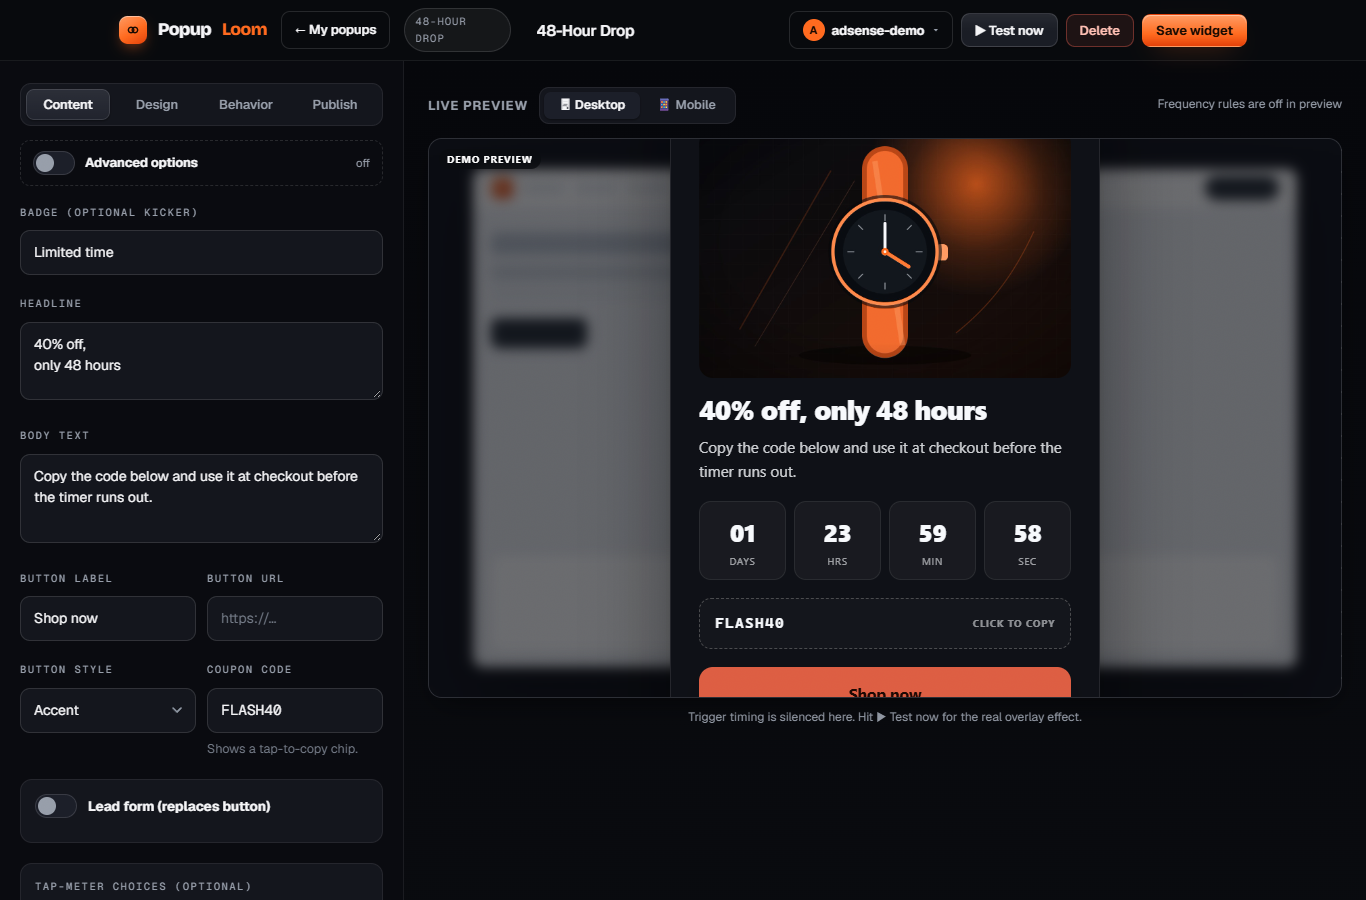 Popup Loom
← My popups
48-HOUR
DROP
48-Hour Drop
A
adsense-demo
▶ Test now
Delete
Save widget
Content
Design
Behavior
Publish
LIVE PREVIEW
Desktop
Mobile
Frequency rules are off in preview
Advanced options
off
DEMO PREVIEW
BADGE (OPTIONAL KICKER)
Limited time
HEADLINE
40% off,
only 48 hours
BODY TEXT
Copy the code below and use it at checkout before
the timer runs out.
BUTTON LABEL
BUTTON URL
Shop now
https://…
BUTTON STYLE
COUPON CODE
Accent
FLASH40
Shows a tap-to-copy chip.
Lead form (replaces button)
TAP-METER CHOICES (OPTIONAL)
40% off, only 48 hours
Copy the code below and use it at checkout before the
timer runs out.
01
23
59
58
DAYS
HRS
MIN
SEC
FLASH40
CLICK TO COPY
Shop now
Trigger timing is silenced here. Hit ▶ Test now for the real overlay effect.